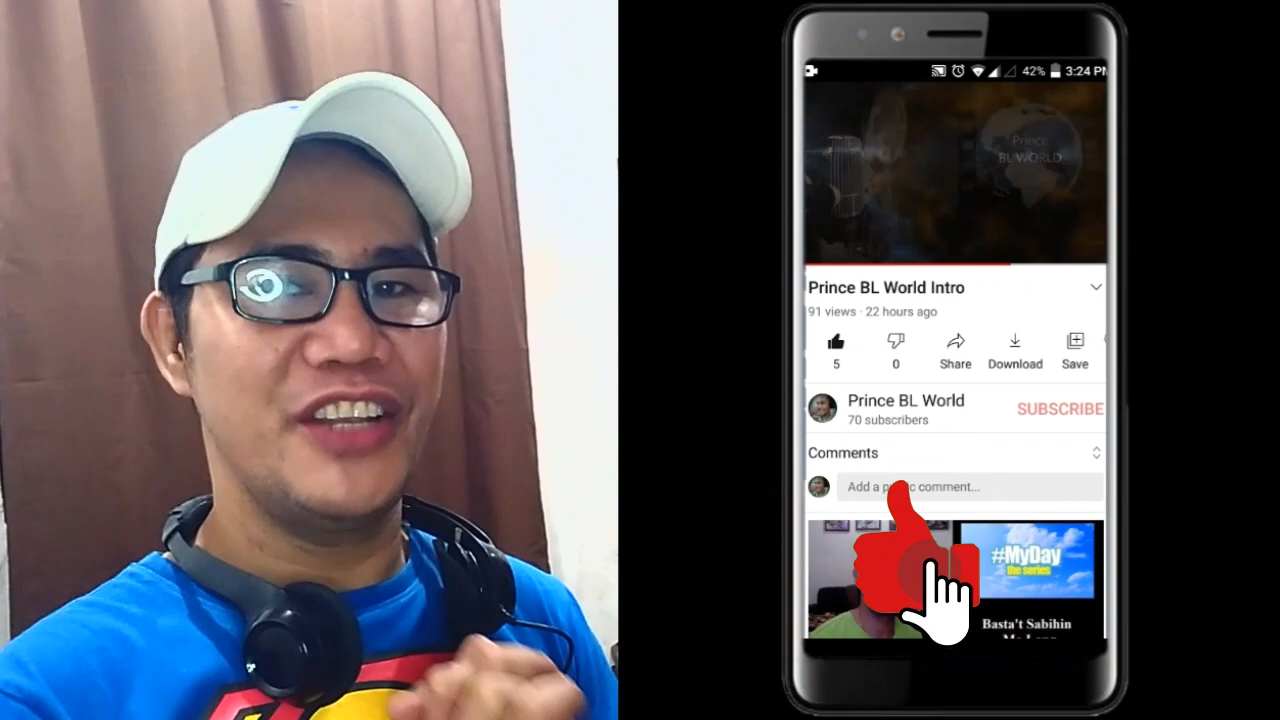 42% 3:24 PM
Prince
BL WORLD
Prince BL World Intro
91 views · 22 hours ago
5
0
Share
Download
Save
Prince BL World
70 subscribers
SUBSCRIBE
Comments
Add a public comment...
#MyDay
the series
Basta't Sabihin